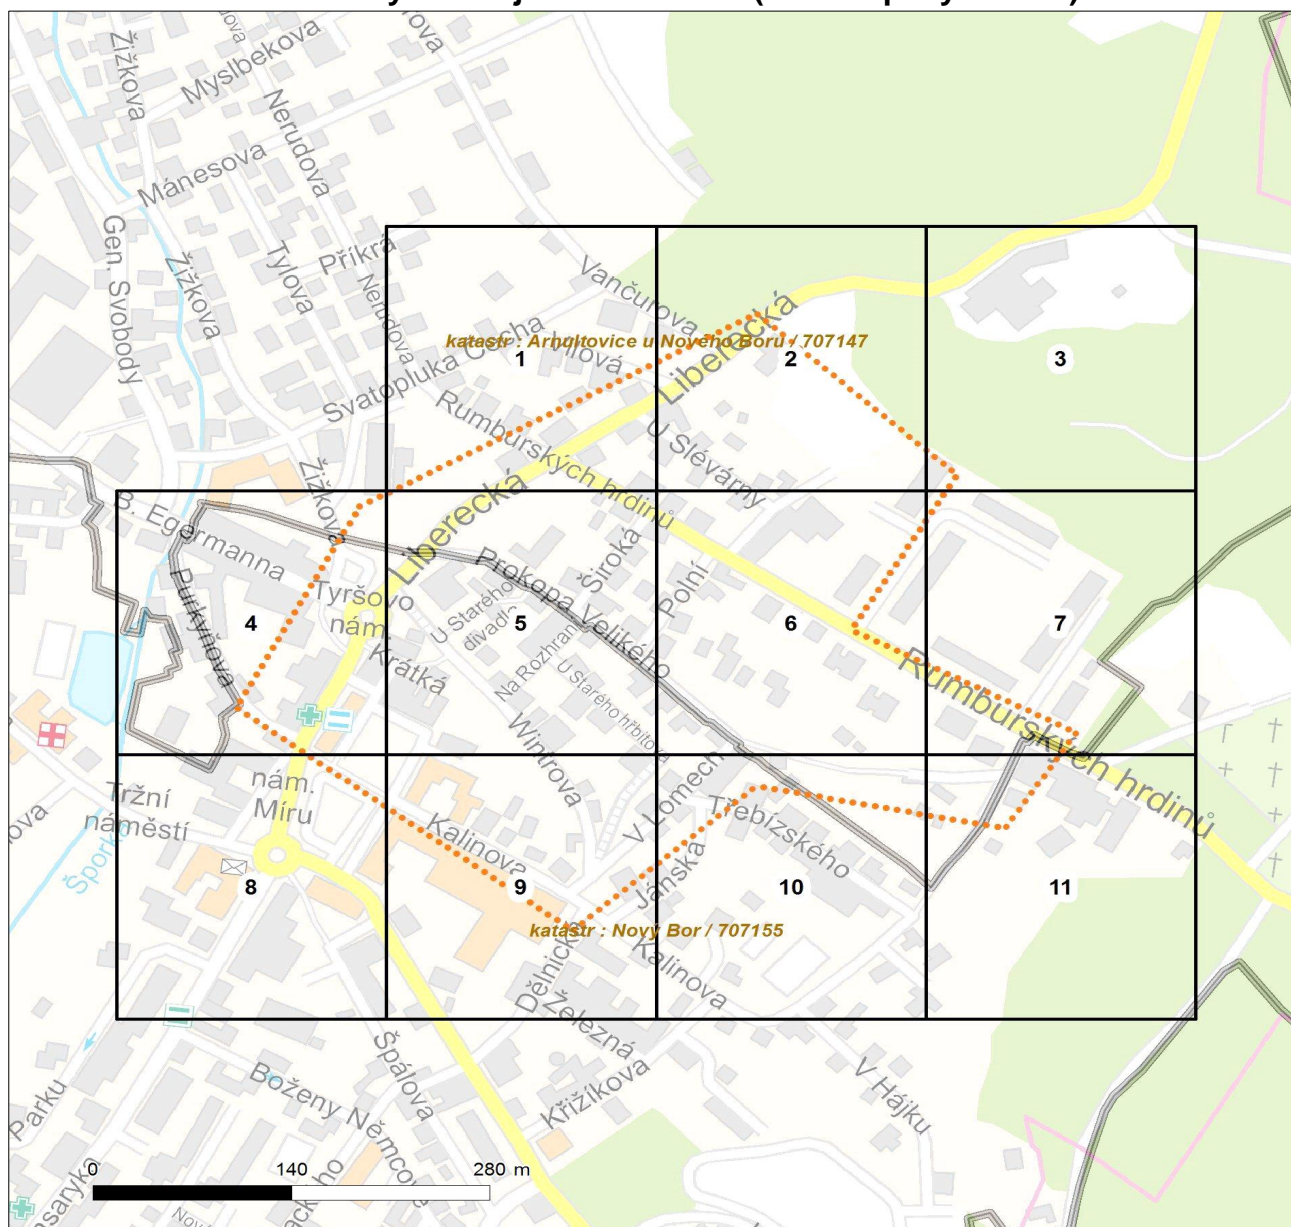 Žižkova
Myslbekova
Nerudova
Mánesova
Gen. Svobody
Žižkova
Tylova
Příkrá
Nerudova
Vančurova
Svatopluka Čecha
katastr : Arnultovice u Nového Boru / 707147
1
2
3
Liberecká
Rumburských hrdinů
U Slévárny
Žižkova
B. Egermanna
Liberecká
Prokopa Velikého
Široká
Polní
Purkyňova
Tyršovo
nám.
4
5
6
7
U Starého
divadla
Krátká
Na Rozhraní
U Starého hřbitova
Rumburských hrdinů
Wintrova
V Lomech
Tržní
náměstí
nám.
Míru
Kalinova
Třebízského
Jánská
Šporka
8
9
10
11
katastr : Nový Bor / 707155
Dělnická
Kalinova
Železná
Špálova
Boženy Němcové
Křižíkova
V Hájku
Parku
0
140
280 m